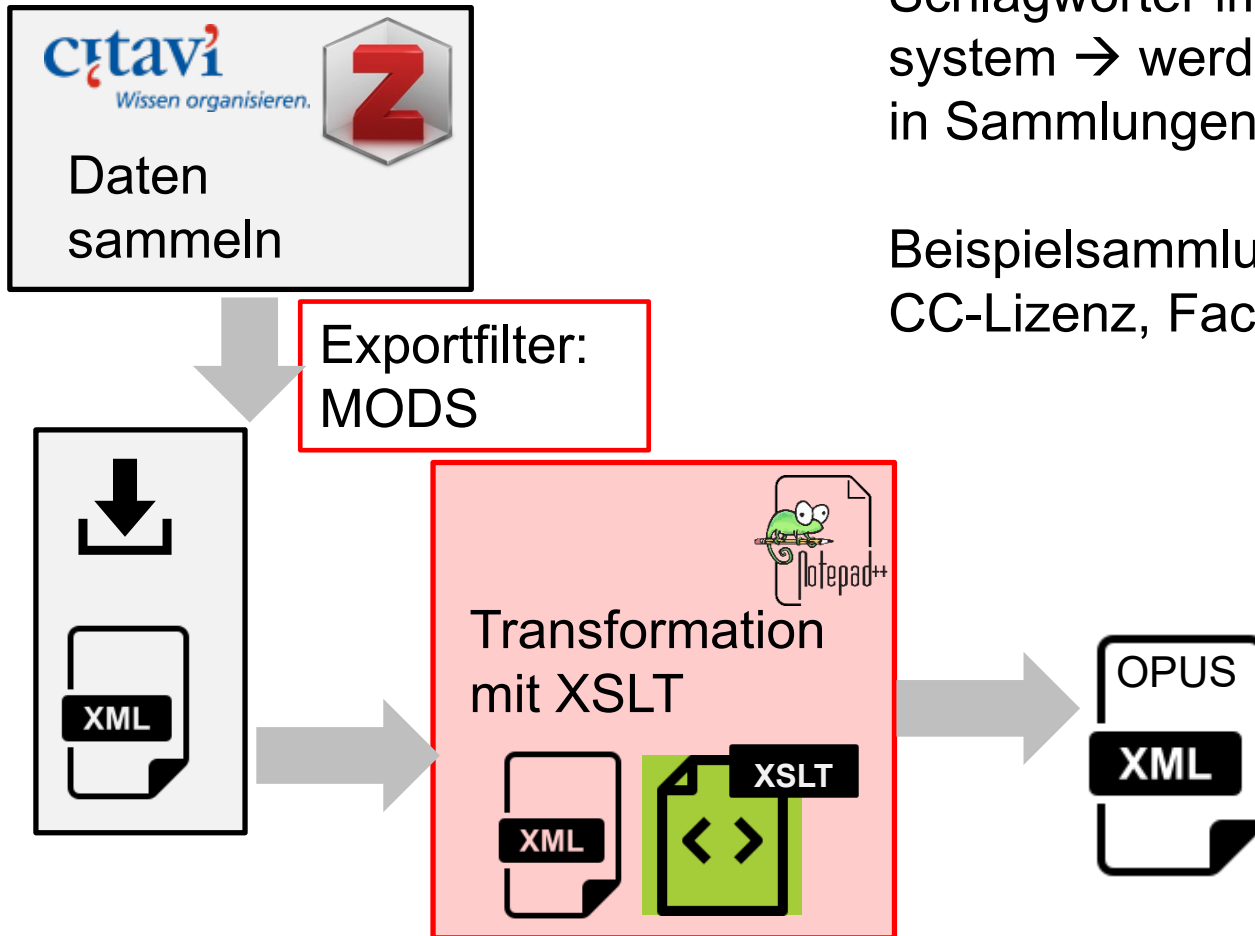 citavi
Wissen organisieren.
Z
Daten
sammeln
Schlagwörter
system → werd
in Sammlungen
Beispielsammlu
CC-Lizenz, Fac
Exportfilter:
MODS
XML
Notepad++
Transformation
mit XSLT
XML
XSLT
< >
OPUS
XML